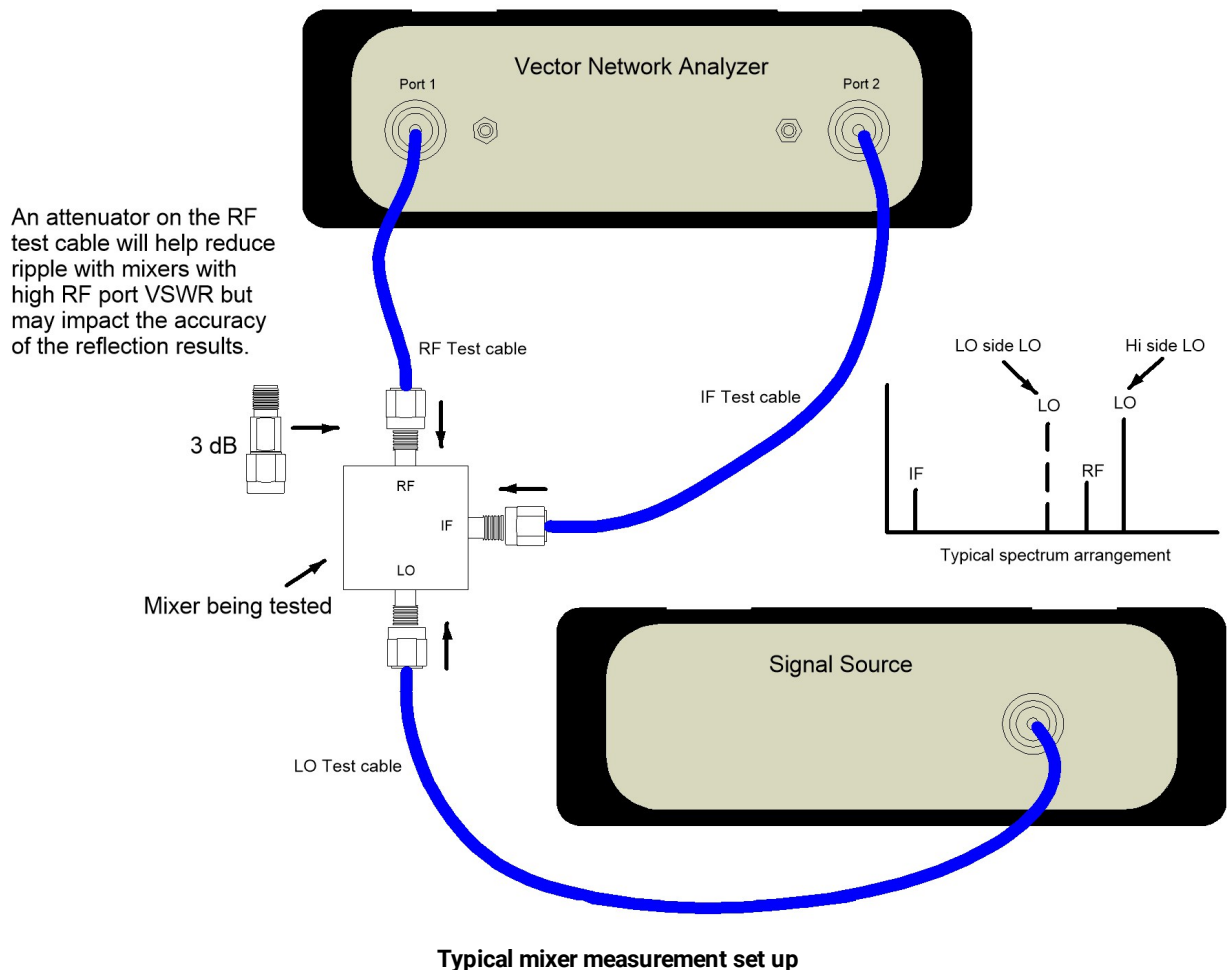 Vector Network Analyzer
Port 1
Port 2
An attenuator on the RF
test cable will help reduce
ripple with mixers with
high RF port VSWR but
may impact the accuracy
of the reflection results.
RF Test cable
IF Test cable
3 dB
RF
IF
LO
Mixer being tested
LO side LO
Hi side LO
LO
LO
IF
RF
Typical spectrum arrangement
Signal Source
LO Test cable
Typical mixer measurement set up